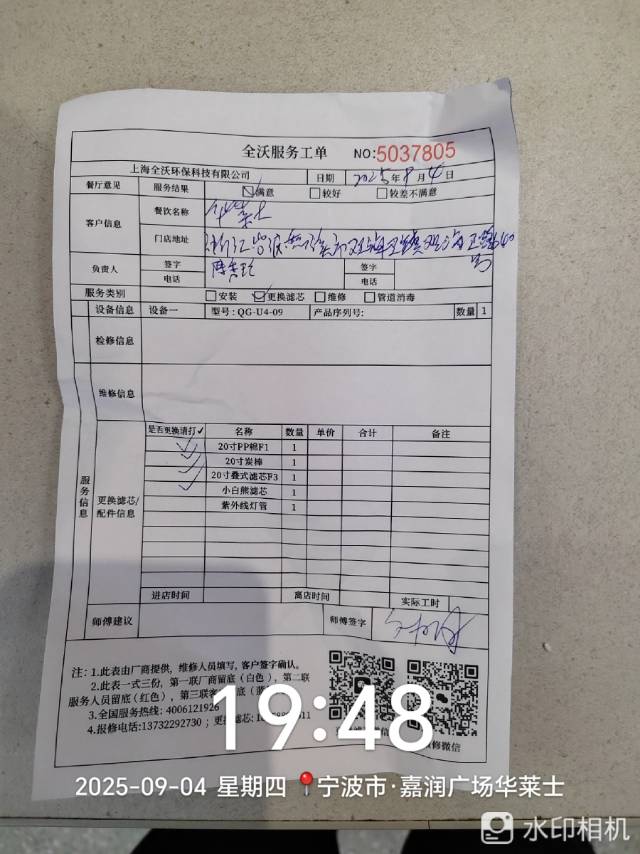 全沃服务工单 NO:5037805
上海全沃环保科技有限公司 日期 2025年9月4日
餐厅意见 服务结果 ☑满意 □较好 □较差不满意
客户信息 餐饮名称 华莱士
门店地址 浙江省
负责人 签字 签字
电话 电话
服务类别 □安装 ☑更换滤芯 □维修 □管道消毒
设备信息 设备一 型号:QG-U4-09 产品序列号: 数量 1
检修信息
维修信息
服务信息
更换滤芯/配件信息
是否更换请打✓ 名称 数量 单价 合计 备注
✓ 20寸PP棉F1 1
✓ 20寸炭棒 1
✓ 20寸叠式滤芯F3 1
✓ 小白熊滤芯 1
紫外线灯管 1
进店时间 离店时间 实际工时
师傅建议 师傅签字
注:1.此表由厂商提供,维修人员填写,客户签字确认。
2.此表一式三份,第一联厂商留底(白色),第二联
服务人员留底(红色),第三联客
3.全国服务热线:4006121926
4.报修电话:13732292730;更换滤芯:
修微信
19:48
2025-09-04 星期四 宁波市·嘉润广场华莱士
水印相机